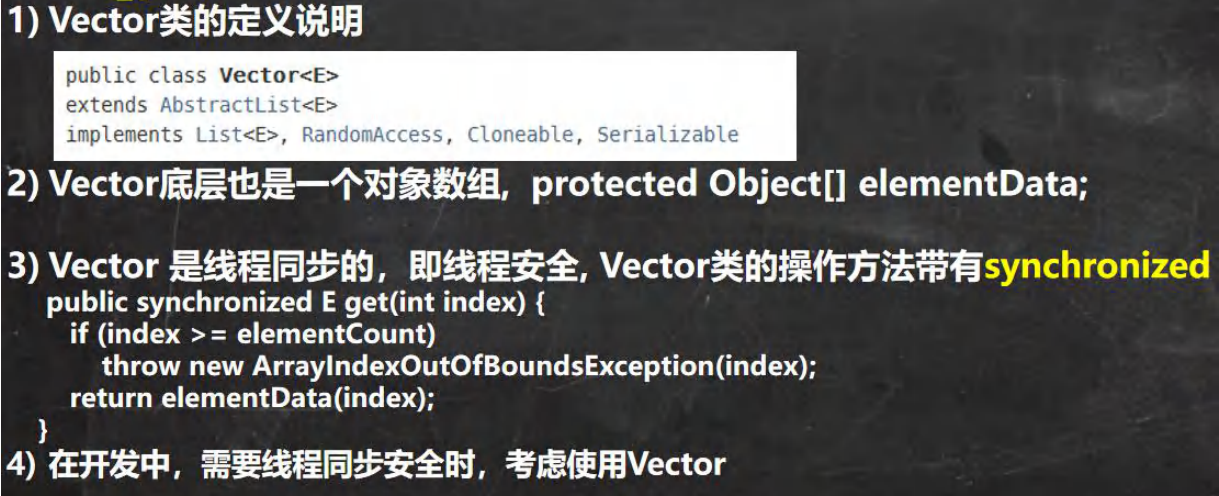 1) Vector类的定义说明
public class Vector<E>
extends AbstractList<E>
implements List<E>, RandomAccess, Cloneable, Serializable
2) Vector底层也是一个对象数组, protected Object[] elementData;
3) Vector 是线程同步的，即线程安全, Vector类的操作方法带有synchronized
public synchronized E get(int index) {
if (index >= elementCount)
throw new ArrayIndexOutOfBoundsException(index);
return elementData(index);
}
4) 在开发中，需要线程同步安全时，考虑使用Vector